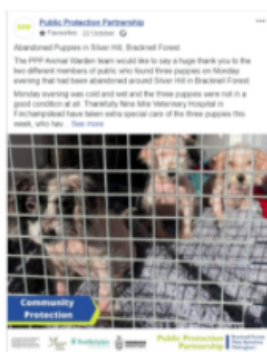 Public Protection Partnership
Favourites · 22 October
Abandoned Puppies in Silver Hill, Bracknell Forest
The PPP Animal Warden team would like to say a huge thank you to the
two different members of public who found three puppies on Monday
evening that had been abandoned around Silver Hill, Bracknell Forest.
Monday evening was cold and wet and the three puppies were not in a
good condition at all. Thankfully Nine Mile Veterinary Hospital in
Finchampstead have taken extra special care of the three puppies this
week, who hav... See more
Community
Protection
Public Protection
Partnership